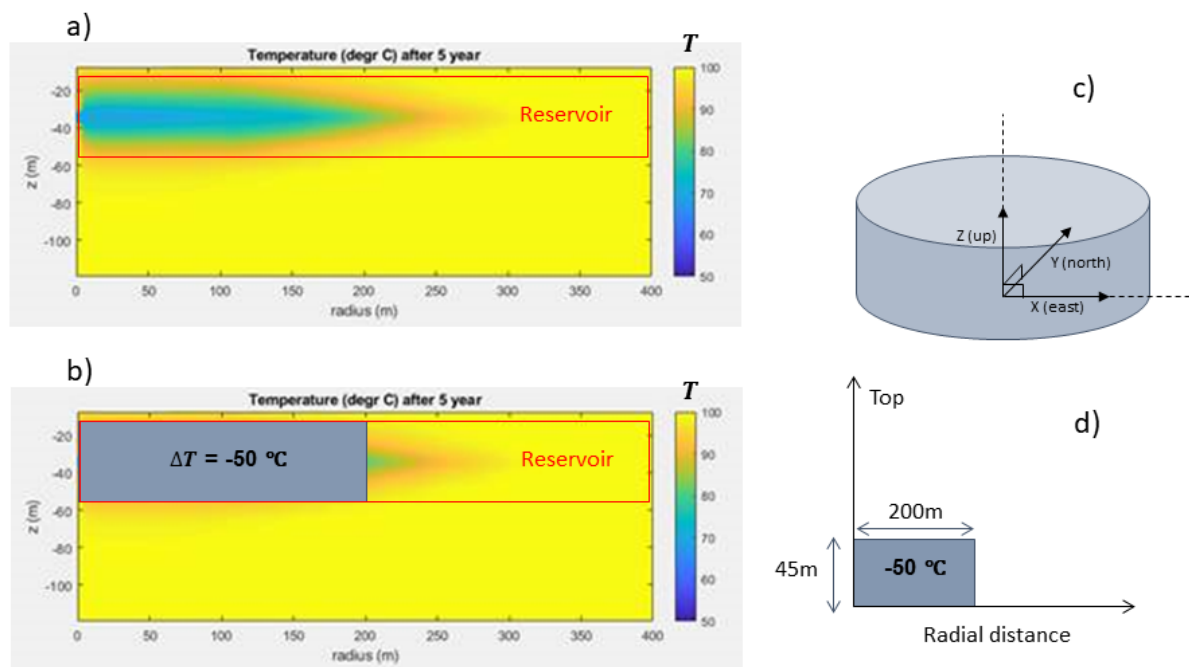 a)
Temperature (degr C) after 5 year
T
Reservoir
z (m)
-20
-40
-60
-80
-100
0 50 100 150 200 250 300 350 400
radius (m)
100
90
80
70
60
50
b)
Temperature (degr C) after 5 year
T
ΔT = -50 ℃
Reservoir
z (m)
-20
-40
-60
-80
-100
0 50 100 150 200 250 300 350 400
radius (m)
100
90
80
70
60
50
c)
Z (up)
Y (north)
X (east)
d)
Top
200m
45m
-50 ℃
Radial distance